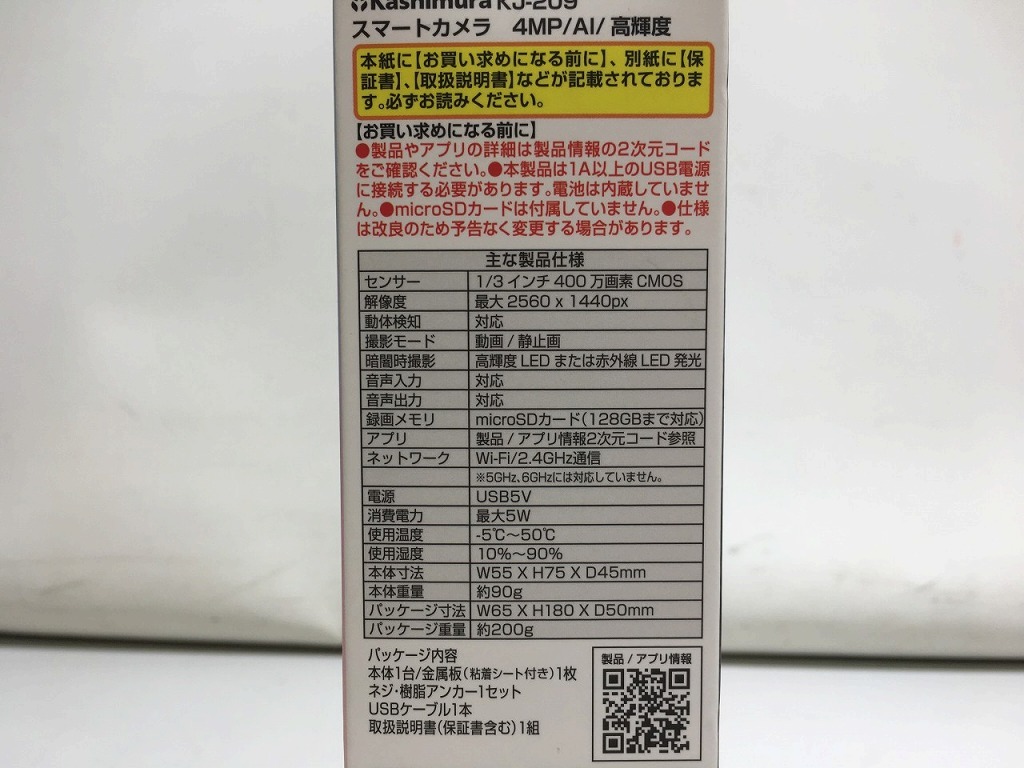 Kashimura KJ-209
スマートカメラ 4MP/AI/高輝度
本紙に【お買い求めになる前に】、別紙に【保
証書】、【取扱説明書】などが記載されておりま
す。必ずお読みください。
【お買い求めになる前に】
●製品やアプリの詳細は製品情報の2次元コード
をご確認ください。●本製品は1A以上のUSB電源
に接続する必要があります。電池は内蔵していませ
ん。●microSDカードは付属していません。●仕様
は改良のため予告なく変更する場合があります。
主な製品仕様
センサー 1/3 インチ 400 万画素 CMOS
解像度 最大 2560 x 1440px
動体検知 対応
撮影モード 動画 / 静止画
暗闇時撮影 高輝度 LED または赤外線 LED 発光
音声入力 対応
音声出力 対応
録画メモリ microSDカード(128GBまで対応)
アプリ 製品 / アプリ情報2次元コード参照
ネットワーク Wi-Fi/2.4GHz通信
※5GHz、6GHzには対応していません。
電源 USB5V
消費電力 最大5W
使用温度 -5℃～50℃
使用湿度 10%～90%
本体寸法 W55 X H75 X D45mm
本体重量 約90g
パッケージ寸法 W65 X H180 X D50mm
パッケージ重量 約200g
パッケージ内容
本体1台/金属板(粘着シート付き)1枚
ネジ・樹脂アンカー1セット
USBケーブル1本
取扱説明書(保証書含む)1組
製品 / アプリ情報